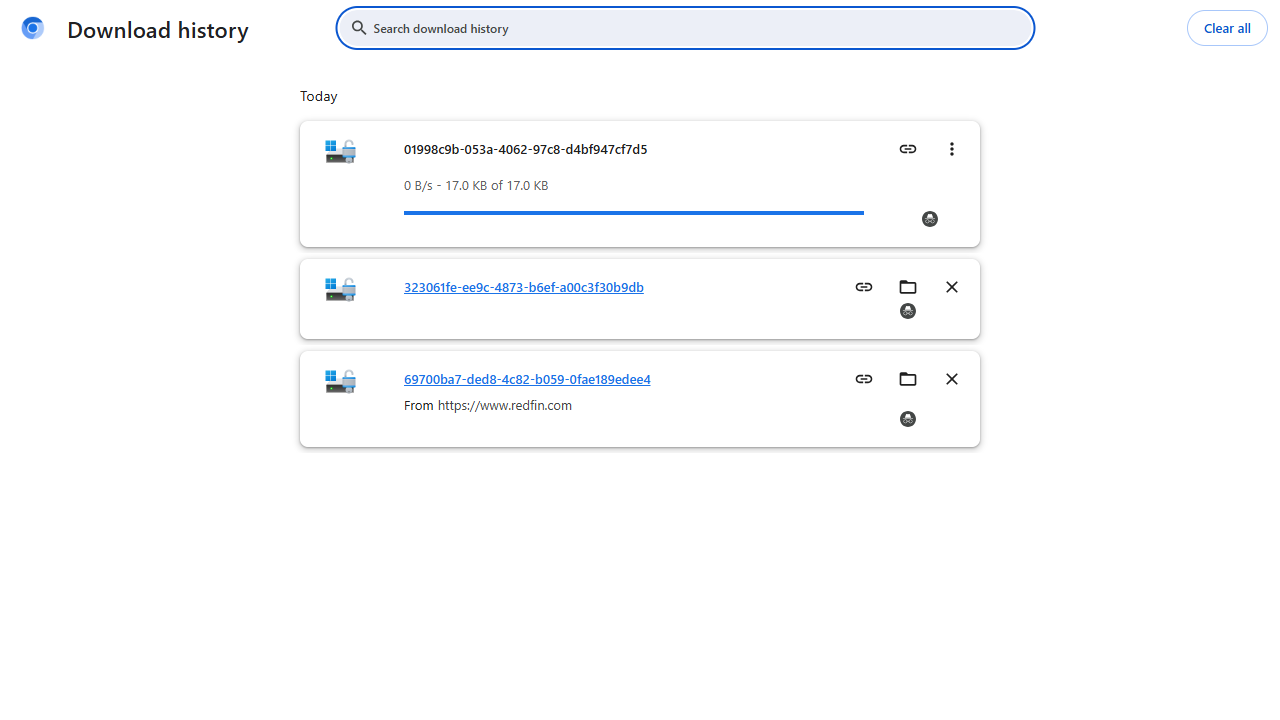 Download history
Search download history
Clear all
Today
01998c9b-053a-4062-97c8-d4bf947cf7d5
0 B/s - 17.0 KB of 17.0 KB
323061fe-ee9c-4873-b6ef-a00c3f30b9db
69700ba7-ded8-4c82-b059-0fae189edee4
From https://www.redfin.com